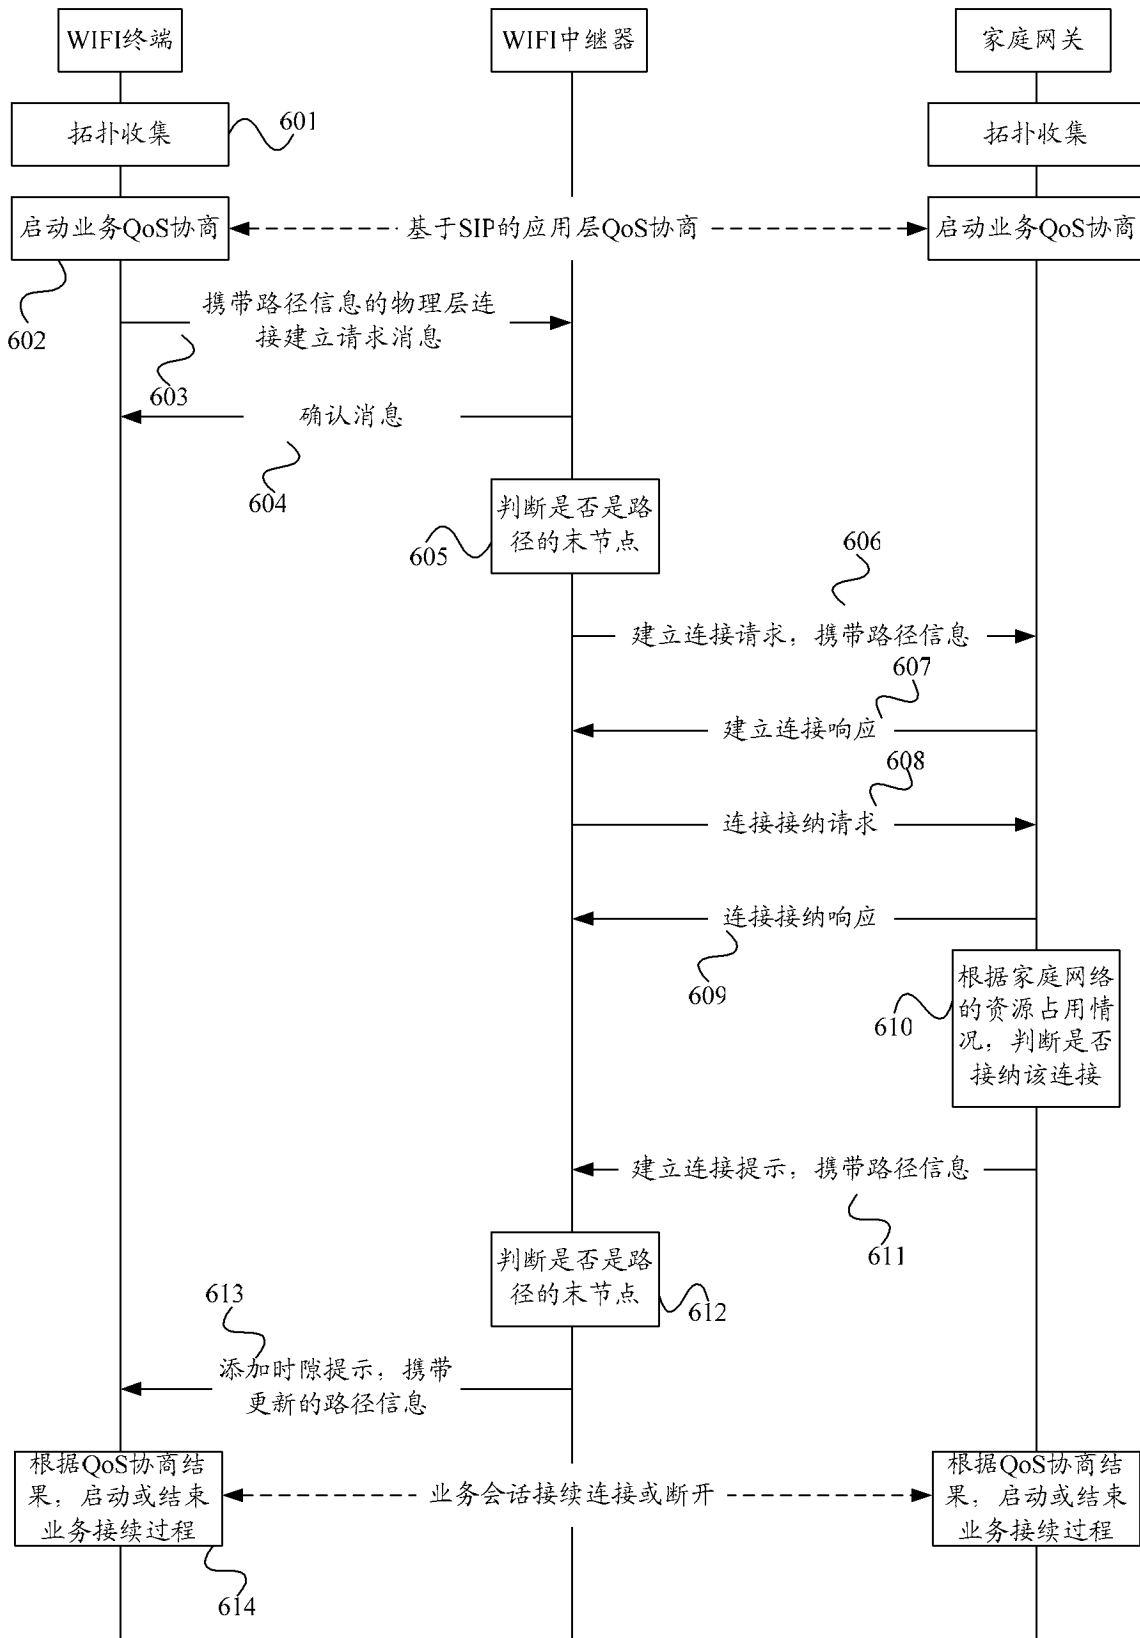 WIFI终端
WIFI中继器
家庭网关
拓扑收集
601
拓扑收集
启动业务QoS协商
基于SIP的应用层QoS协商
启动业务QoS协商
602
携带路径信息的物理层连
接建立请求消息
603
确认消息
604
判断是否是路
径的末节点
605
606
建立连接请求，携带路径信息
607
建立连接响应
608
连接接纳请求
连接接纳响应
609
根据家庭网络
的资源占用情
况，判断是否
接纳该连接
610
建立连接提示，携带路径信息
611
判断是否是路
径的末节点
612
613
添加时隙提示，携带
更新的路径信息
根据QoS协商结
果，启动或结束
业务接续过程
业务会话接续连接或断开
根据QoS协商结
果，启动或结束
业务接续过程
614